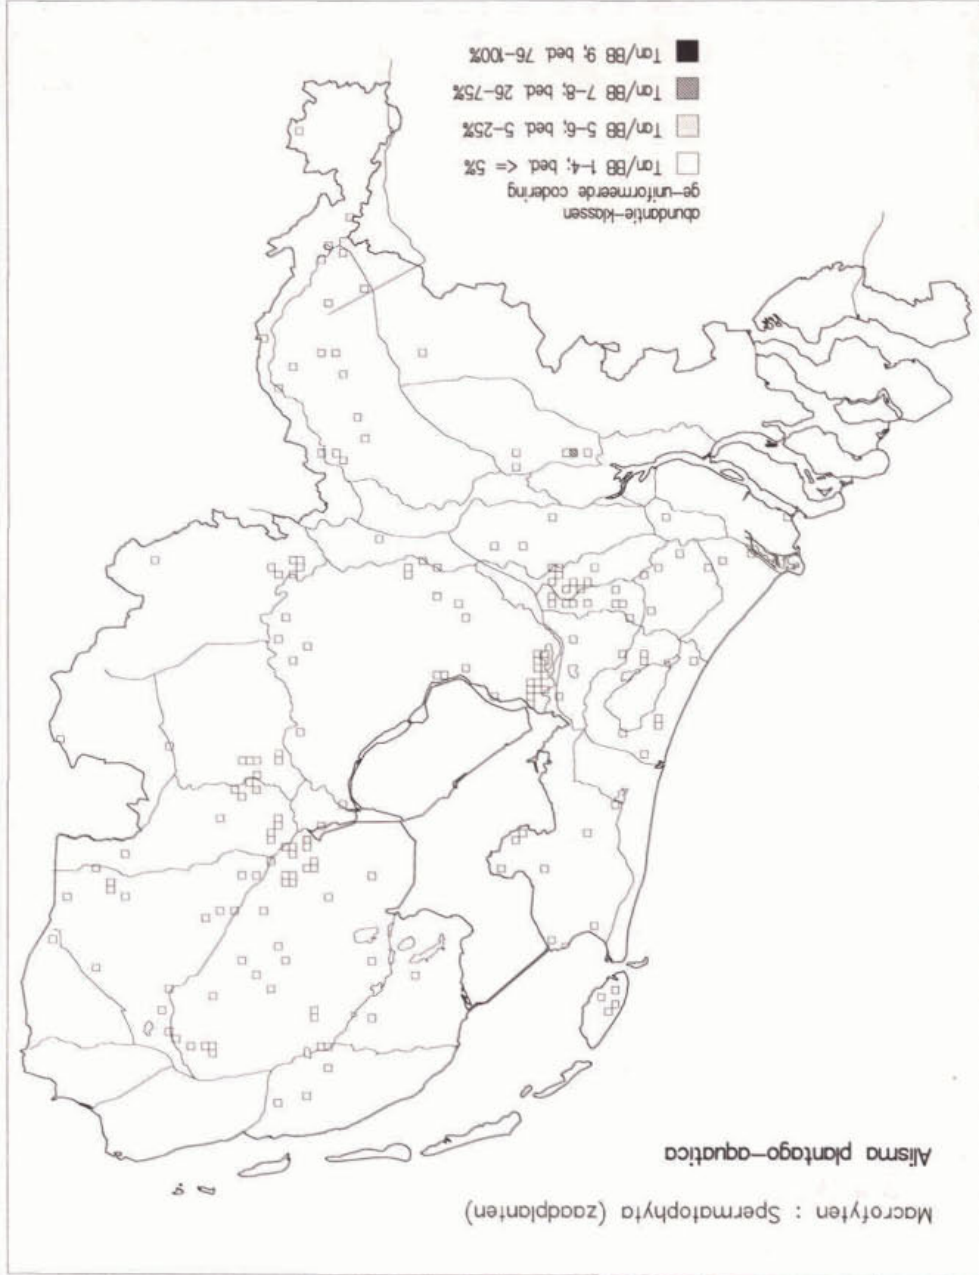 Macrofyten : Spermatophyta (zaadplanten)
Alisma plantago-aquatica
abundantie-klassen
ge-uniformeerde codering
Tan/BB 1-4; bed. <= 5%
Tan/BB 5-6; bed. 5-25%
Tan/BB 7-8; bed. 26-75%
Tan/BB 9; bed. 76-100%